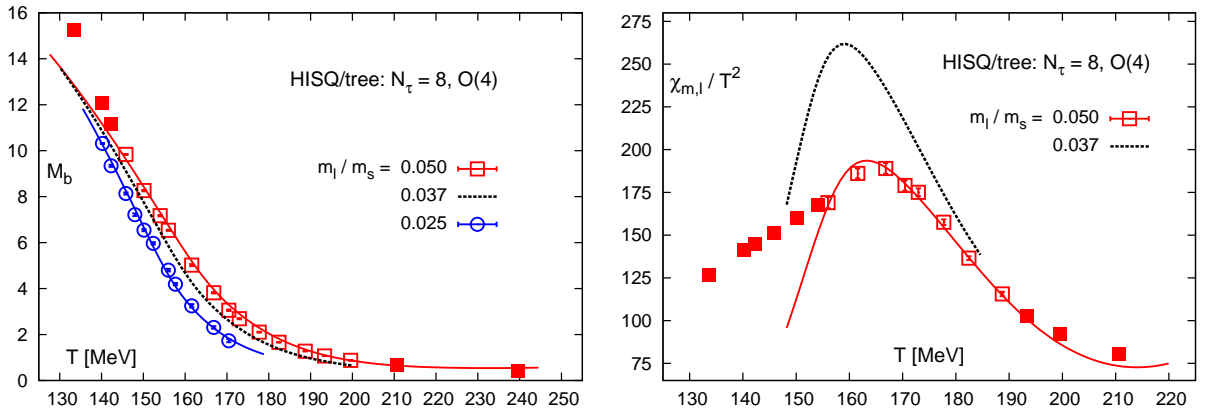 16
14
12
10
8
6
4
2
0
M_b
HISQ/tree: N_τ = 8, O(4)
m_l / m_s = 0.050
0.037
0.025
T [MeV]
130 140 150 160 170 180 190 200 210 220 230 240 250
275
250
225
200
175
150
125
100
75
χ_m,l / T^2
HISQ/tree: N_τ = 8, O(4)
m_l / m_s = 0.050
0.037
T [MeV]
130 140 150 160 170 180 190 200 210 220